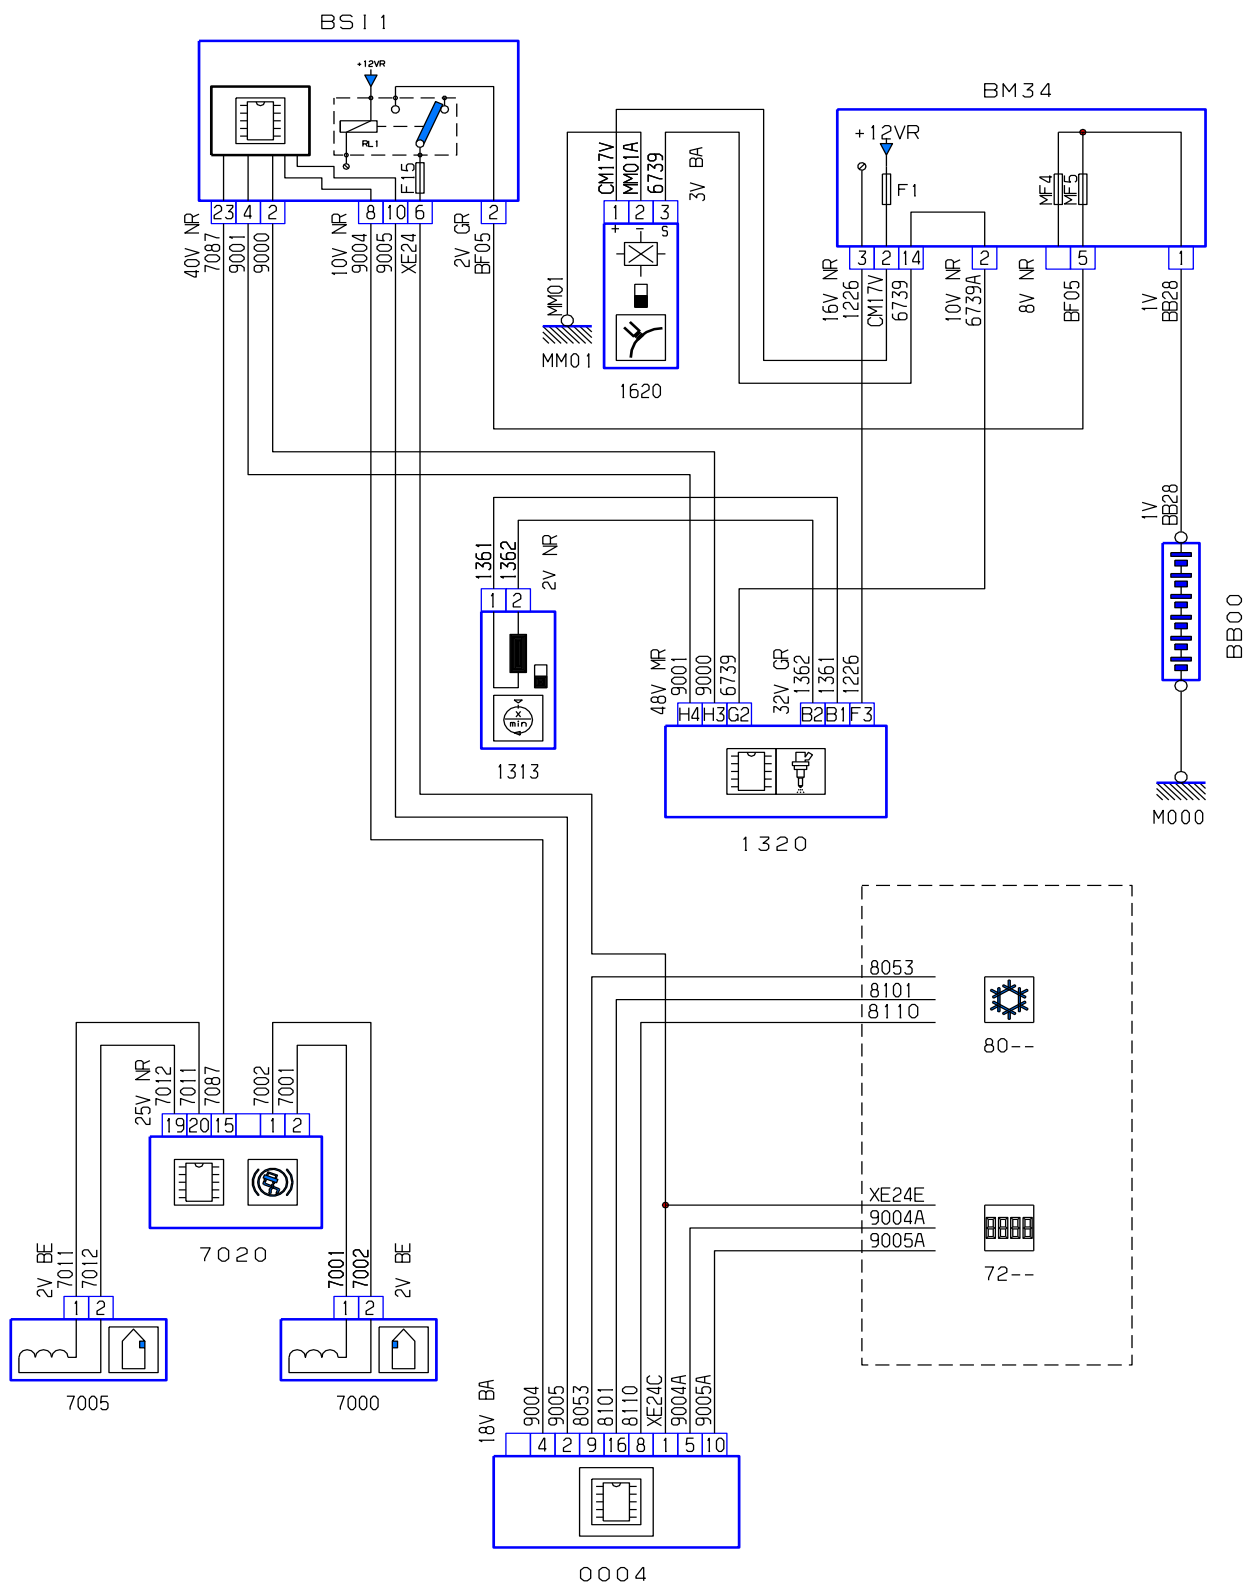 BSI1
+12VR
RL1
F15
23 4 2
8 10 6
2
40V NR
7087
9001
9000
10V NR
9004
9005
XE24
2V GR
BF05
CM17V
MM01A
6739
3V BA
1 2 3
+ − S
MM01
MM01
1620
BM34
+12VR
F1
MF4
MF5
3 2 14
2
5
1
16V NR
1226
CM17V
6739
10V NR
6739A
8V NR
BF05
1V
BB28
1V
BB28
BB00
M000
1361
1362
2V NR
1 2
x
min
1313
48V MR
9001
9000
6739
32V GR
1362
1361
1226
H4 H3 G2
B2 B1 F3
1320
8053
8101
8110
80--
XE24E
9004A
9005A
72--
25V NR
7012
7011
7087
7002
7001
19 20 15
1 2
7020
2V BE
7011
7012
1 2
7005
7001
7002
2V BE
1 2
7000
18V BA
9004
9005
8053
8101
8110
XE24C
9004A
9005A
4 2 9 16 8 1 5 10
0004